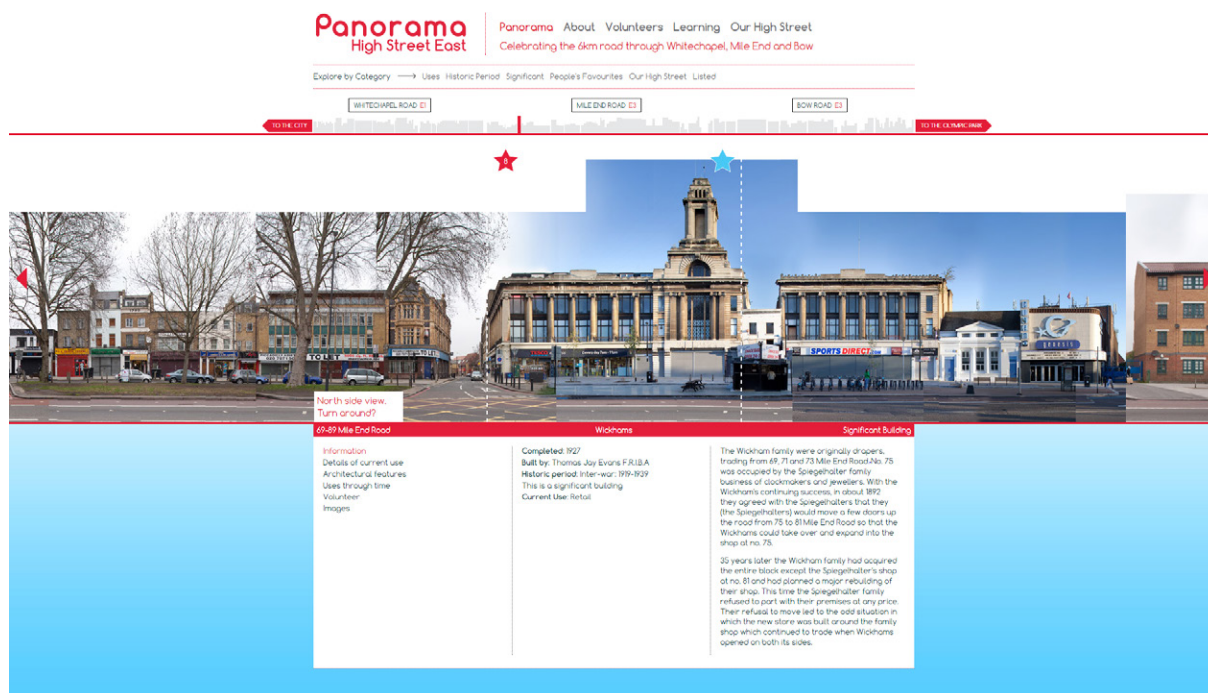 Panorama
High Street East
Panorama About Volunteers Learning Our High Street
Celebrating the 6km road through Whitechapel, Mile End and Bow
Explore by Category → Uses Historic Period Significant People's Favourites Our High Street Listed
WHITECHAPEL ROAD E1
MILE END ROAD E3
BOW ROAD E3
TO THE CITY
TO THE OLYMPIC PARK
8
TO LET
TO LET
SPORTS DIRECT.com
GENESIS
North side view.
Turn around?
69-89 Mile End Road
Wickhams
Significant Building
Information
Details of current use
Architectural features
Uses through time
Volunteer
Images
Completed: 1927
Built by: Thomas Jay Evans F.R.I.B.A
Historic period: Inter-war: 1919-1939
This is a significant building
Current Use: Retail
The Wickham family were originally drapers,
trading from 69, 71 and 73 Mile End Road. No. 75
was occupied by the Spiegelhalter family
business of clockmakers and jewellers. With the
Wickham's continuing success, in about 1892
they agreed with the Spiegelhalters that they
(the Spiegelhalters) would move a few doors up
the road from 75 to 81 Mile End Road so that the
Wickhams could take over and expand into the
shop at no. 75.
35 years later the Wickham family had acquired
the entire block except the Spiegelhalter's shop
at no. 81 and had planned a major rebuilding of
their shop. This time the Spiegelhalter family
refused to part with their premises at any price.
Their refusal to move led to the odd situation in
which the new store was built around the family
shop which continued to trade when Wickhams
opened on both its sides.